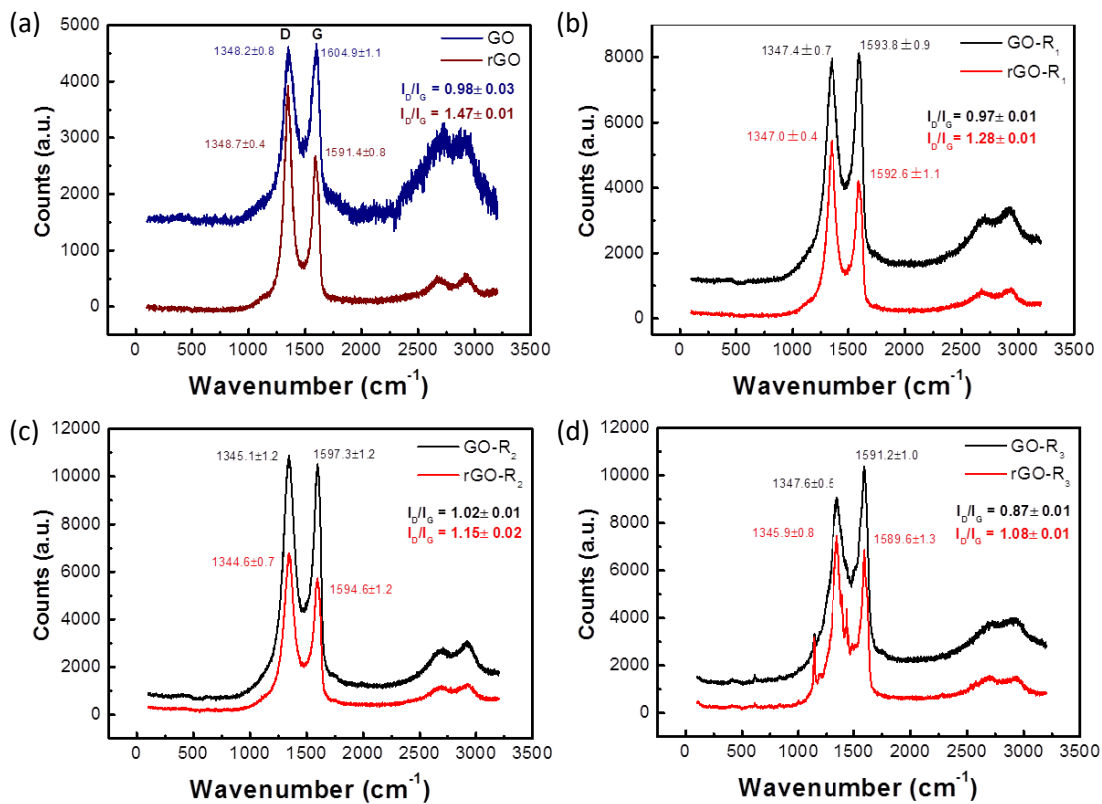 (a)
5000
4000
3000
2000
1000
0
Counts (a.u.)
D G
GO
rGO
1348.2±0.8
1604.9±1.1
I_D/I_G = 0.98± 0.03
I_D/I_G = 1.47± 0.01
1348.7±0.4
1591.4±0.8
0 500 1000 1500 2000 2500 3000 3500
Wavenumber (cm⁻¹)
(b)
8000
6000
4000
2000
0
Counts (a.u.)
GO-R₁
rGO-R₁
1347.4±0.7
1593.8±0.9
I_D/I_G = 0.97± 0.01
I_D/I_G = 1.28± 0.01
1347.0±0.4
1592.6±1.1
0 500 1000 1500 2000 2500 3000 3500
Wavenumber (cm⁻¹)
(c)
12000
10000
8000
6000
4000
2000
0
Counts (a.u.)
GO-R₂
rGO-R₂
1345.1±1.2
1597.3±1.2
I_D/I_G = 1.02± 0.01
I_D/I_G = 1.15± 0.02
1344.6±0.7
1594.6±1.2
0 500 1000 1500 2000 2500 3000 3500
Wavenumber (cm⁻¹)
(d)
12000
10000
8000
6000
4000
2000
0
Counts (a.u.)
GO-R₃
rGO-R₃
1591.2±1.0
1347.6±0.5
I_D/I_G = 0.87± 0.01
I_D/I_G = 1.08± 0.01
1345.9±0.8
1589.6±1.3
0 500 1000 1500 2000 2500 3000 3500
Wavenumber (cm⁻¹)